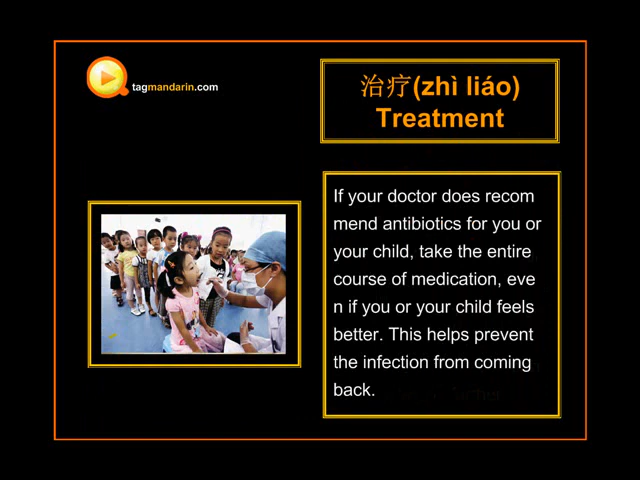 tagmandarin.com
治疗(zhì liáo)
Treatment
If your doctor does recom
mend antibiotics for you or
your child, take the entire
course of medication, eve
n if you or your child feels
better. This helps prevent
the infection from coming
back.